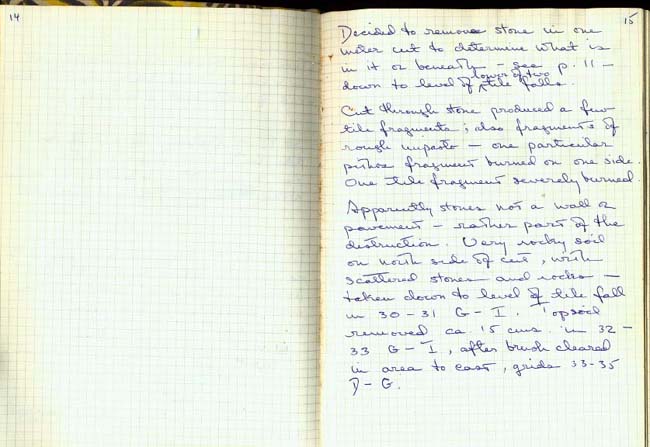 14
15
Decided to remove stone in one
meter cut to determine what is
in it or beneath – see p. 11 –
down to level of lower of two tile falls.
Cut through stone produced a few
tile fragments; also fragments of
rough impasto – one particular
pithos fragment burned on one side.
One tile fragment severely burned.
Apparently stones not a wall or
pavement – rather part of the
destruction. Very rocky soil
on north side of cut, with
scattered stones and rocks –
taken down to level of tile fall
in 30-31 G-I. Topsoil
removed ca 15 cms. in 32-
33 G-I, after brush cleared
in area to east, grids 33-35
D-G.